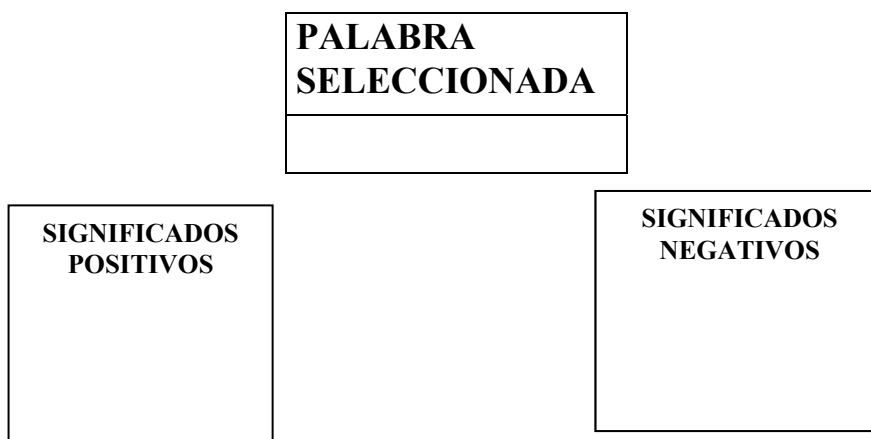 PALABRA
SELECCIONADA
SIGNIFICADOS
POSITIVOS
SIGNIFICADOS
NEGATIVOS